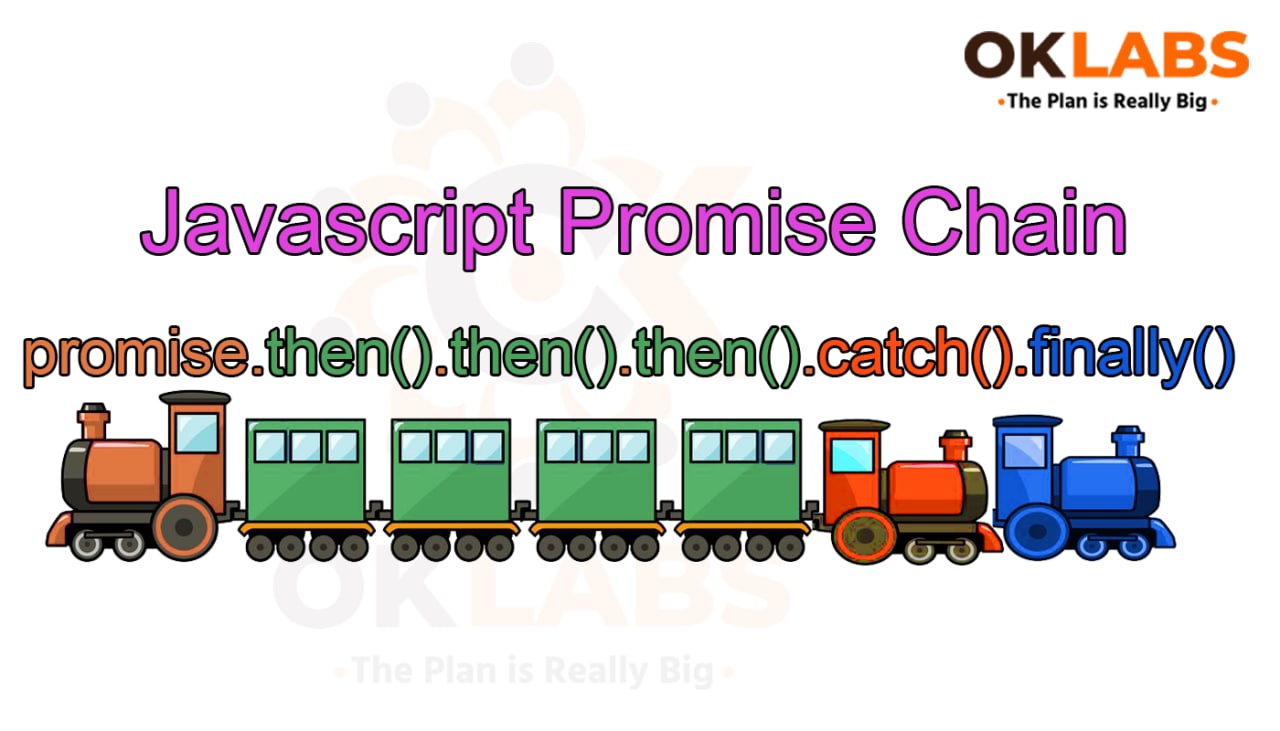 OKLABS
•The Plan is Really Big•
Javascript Promise Chain
promise.then().then().then().catch().finally()
OKLABS
•The Plan is Really Big•